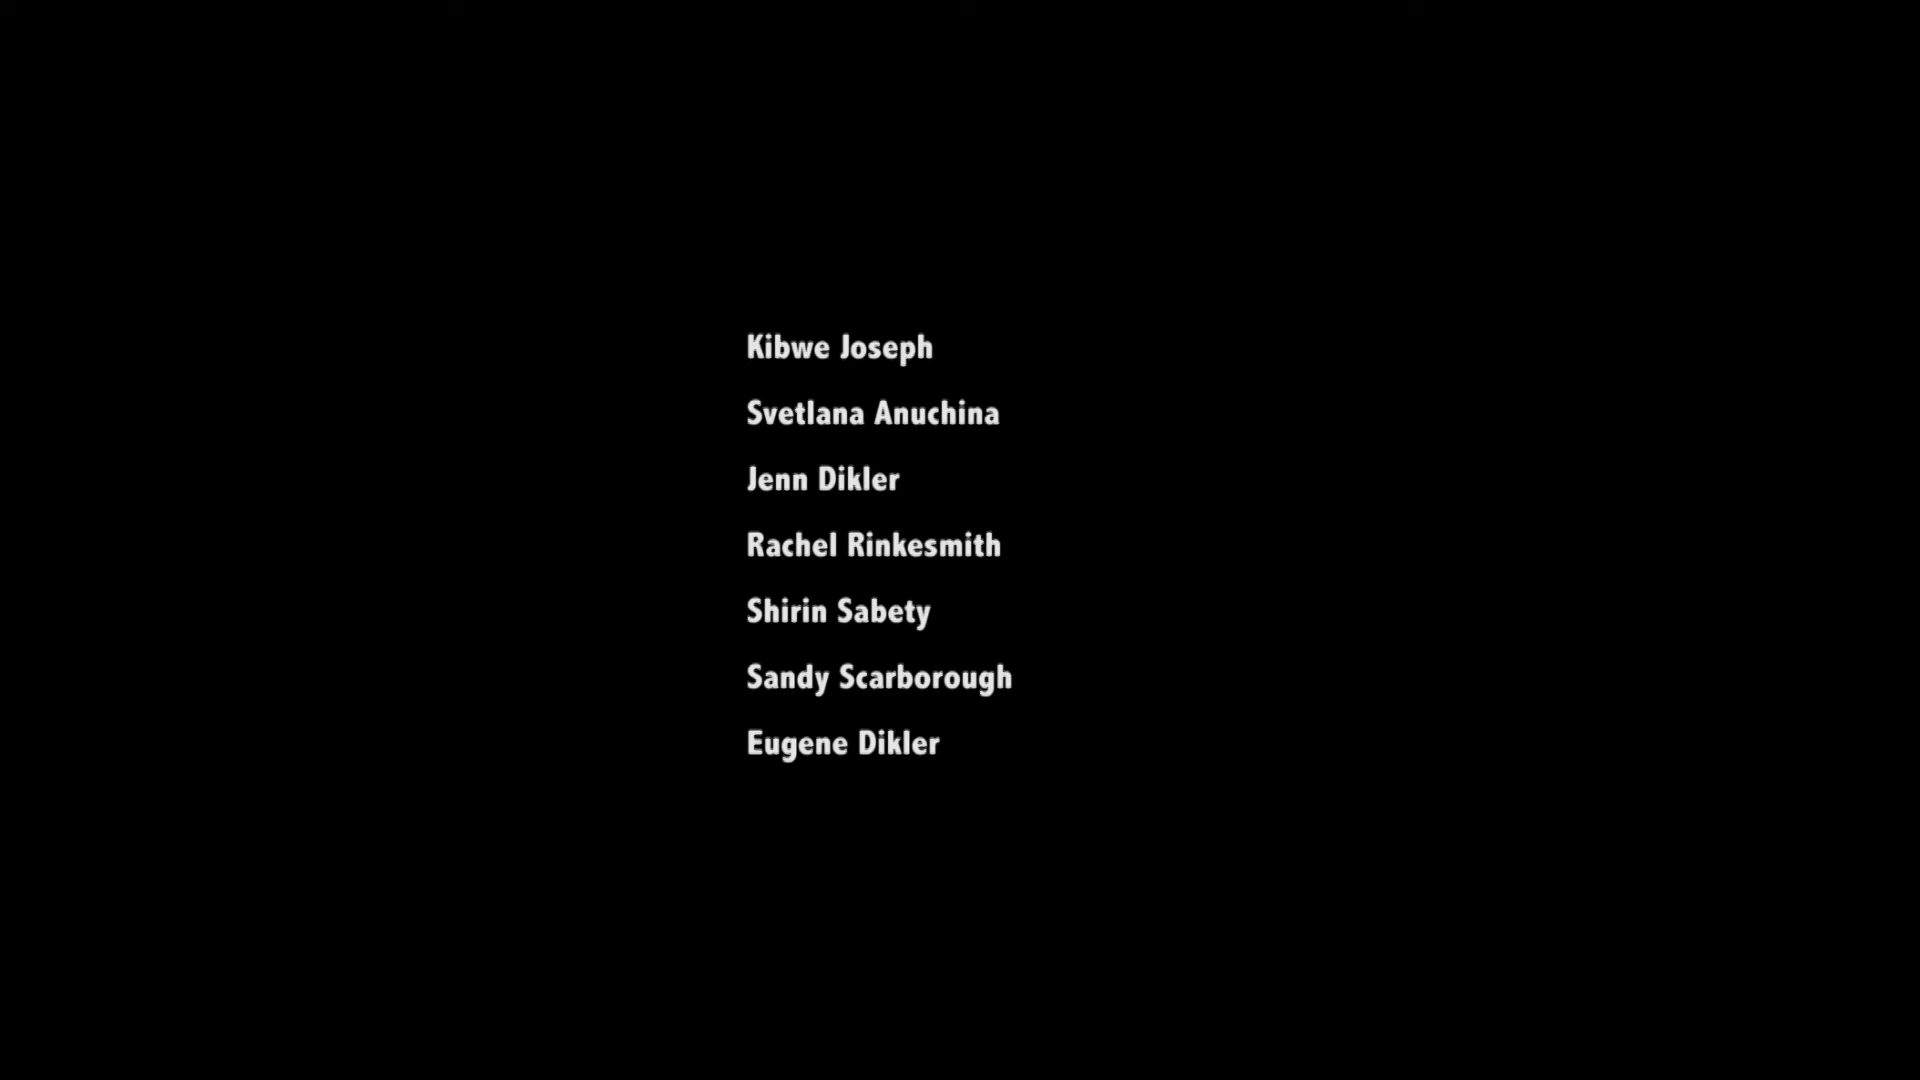 Kibwe Joseph
Svetlana Anuchina
Jenn Dikler
Rachel Rinkesmith
Shirin Sabety
Sandy Scarborough
Eugene Dikler